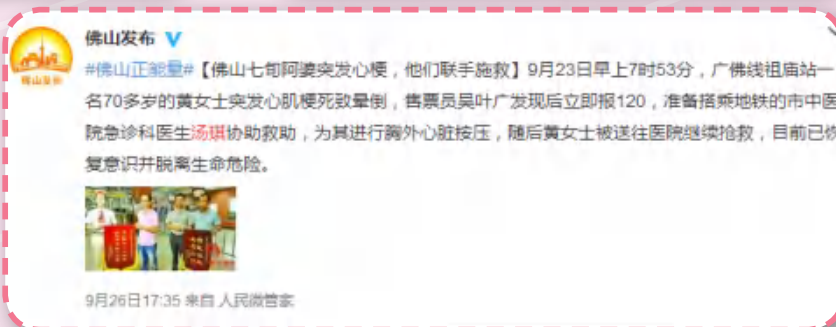 佛山发布
#佛山正能量#【佛山七旬阿婆突发心梗，他们联手施救】9月23日早上7时53分，广佛线祖庙站一
名70多岁的黄女士突发心肌梗死致晕倒，售票员吴叶广发现后立即报120，准备搭乘地铁的市中医
院急诊科医生汤琪协助救助，为其进行胸外心脏按压，随后黄女士被送往医院继续抢救，目前已恢
复意识并脱离生命危险。
佛山发布
9月26日17:35 来自 人民微管家